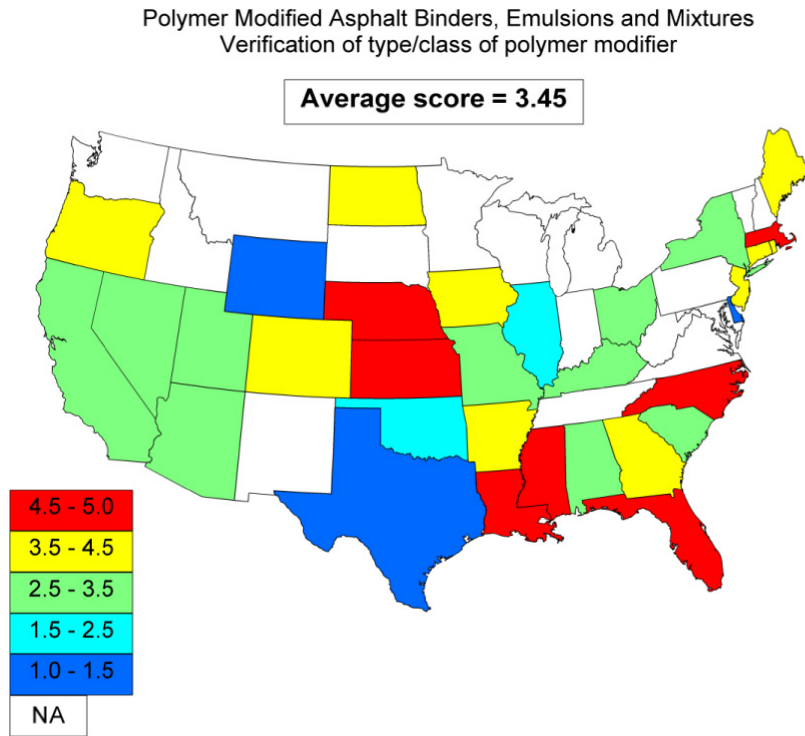 Polymer Modified Asphalt Binders, Emulsions and Mixtures
Verification of type/class of polymer modifier
Average score = 3.45
4.5 - 5.0
3.5 - 4.5
2.5 - 3.5
1.5 - 2.5
1.0 - 1.5
NA